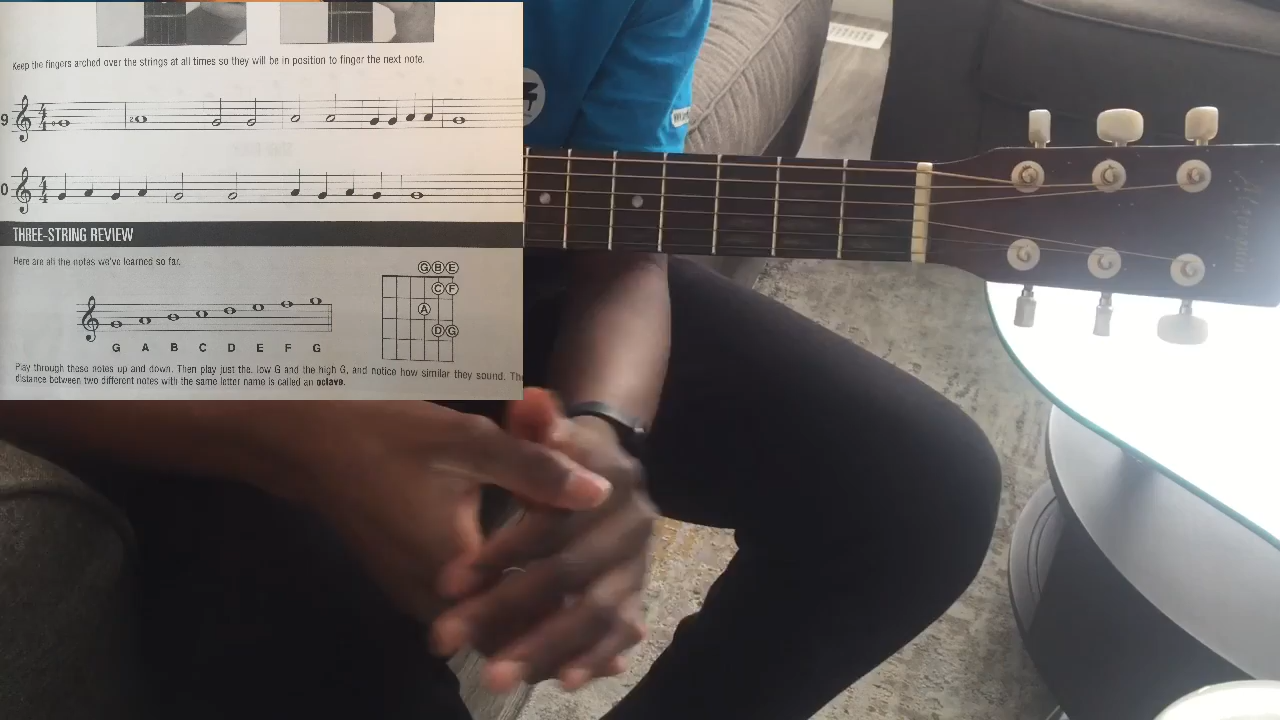 Keep the fingers arched over the strings at all times so they will be in position to finger the next note.
9
0
THREE-STRING REVIEW
Here are all the notes we've learned so far.
G B E
C F
A
D G
G A B C D E F G
Play through these notes up and down. Then play just the low G and the high G, and notice how similar they sound. Th
distance between two different notes with the same letter name is called an octave.